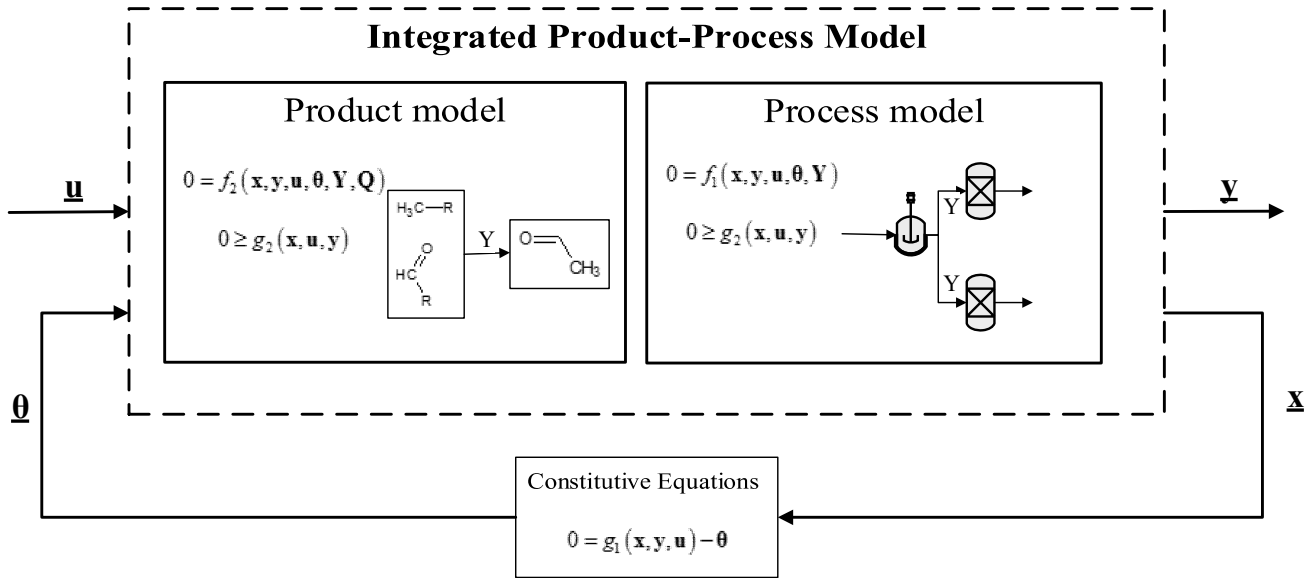 Integrated Product-Process Model
Product model
0 = f₂(x, y, u, θ, Y, Q)
0 ≥ g₂(x, u, y)
H₃C—R
O
HC
R
Y
O
CH₃
Process model
0 = f₁(x, y, u, θ, Y)
0 ≥ g₂(x, u, y)
Y
Y
u
y
θ
x
Constitutive Equations
0 = g₁(x, y, u) − θ